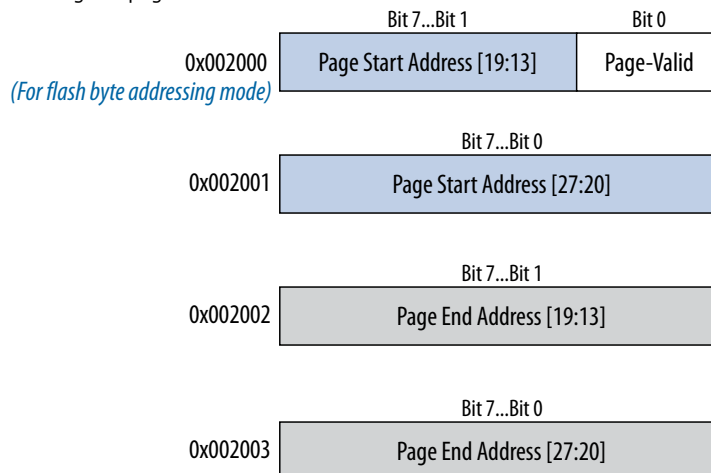 Bit 7...Bit 1 Bit 0
0x002000 Page Start Address [19:13] Page-Valid
(For flash byte addressing mode)
Bit 7...Bit 0
0x002001 Page Start Address [27:20]
Bit 7...Bit 1
0x002002 Page End Address [19:13]
Bit 7...Bit 0
0x002003 Page End Address [27:20]